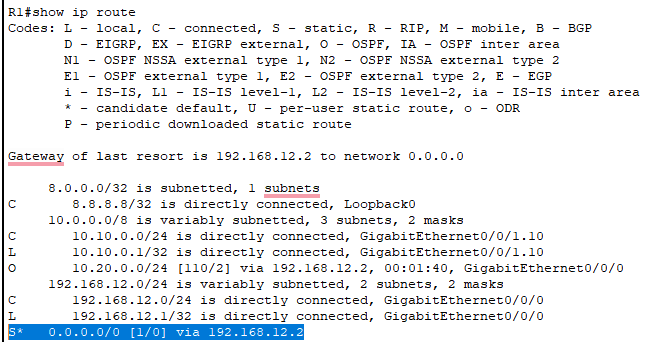 R1#show ip route
Codes: L - local, C - connected, S - static, R - RIP, M - mobile, B - BGP
D - EIGRP, EX - EIGRP external, O - OSPF, IA - OSPF inter area
N1 - OSPF NSSA external type 1, N2 - OSPF NSSA external type 2
E1 - OSPF external type 1, E2 - OSPF external type 2, E - EGP
i - IS-IS, L1 - IS-IS level-1, L2 - IS-IS level-2, ia - IS-IS inter area
* - candidate default, U - per-user static route, o - ODR
P - periodic downloaded static route
Gateway of last resort is 192.168.12.2 to network 0.0.0.0
8.0.0.0/32 is subnetted, 1 subnets
C 8.8.8.8/32 is directly connected, Loopback0
10.0.0.0/8 is variably subnetted, 3 subnets, 2 masks
C 10.10.0.0/24 is directly connected, GigabitEthernet0/0/1.10
L 10.10.0.1/32 is directly connected, GigabitEthernet0/0/1.10
O 10.20.0.0/24 [110/2] via 192.168.12.2, 00:01:40, GigabitEthernet0/0/0
192.168.12.0/24 is variably subnetted, 2 subnets, 2 masks
C 192.168.12.0/24 is directly connected, GigabitEthernet0/0/0
L 192.168.12.1/32 is directly connected, GigabitEthernet0/0/0
S* 0.0.0.0/0 [1/0] via 192.168.12.2